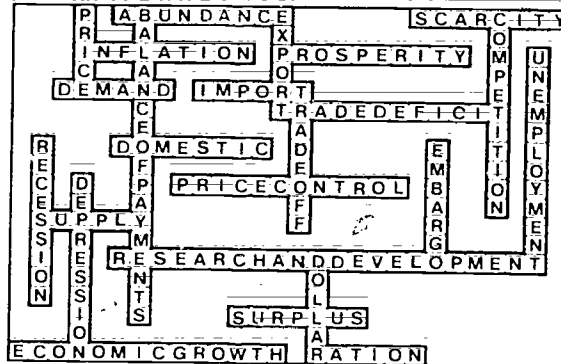 PRICE
ABUNDANCE
BALANCEOFPAYMENTS
EXPORT
SCARCITY
COMPETITION
INFLATION
PROSPERITY
UNEMPLOYMENT
DEMAND
IMPORT
TRADEOFF
TRADEDEFICIT
RECESSION
DOMESTIC
EMBARGO
DEPRESSION
PRICECONTROL
SUPPLY
RESEARCHANDDEVELOPMENT
DOLLAR
SURPLUS
ECONOMICGROWTH
RATION